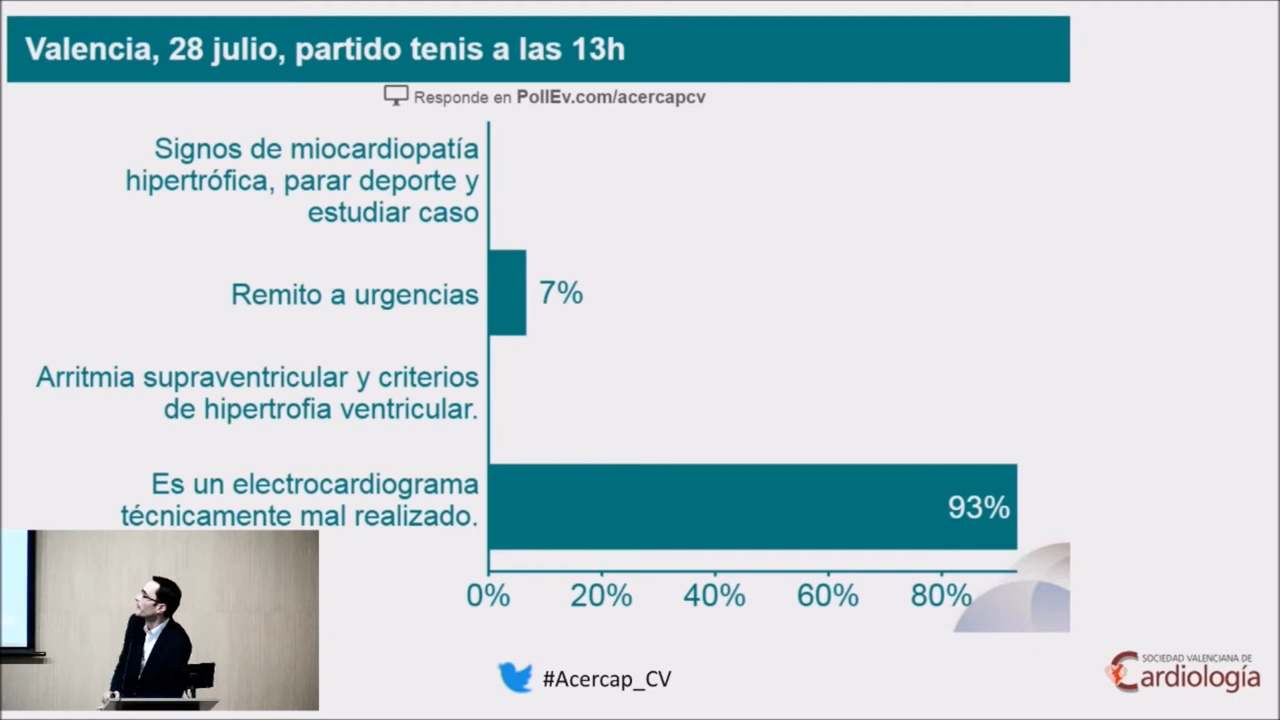 Valencia, 28 julio, partido tenis a las 13h
Responde en PollEv.com/acercapcv
Signos de miocardiopatía
hipertrófica, parar deporte y
estudiar caso
Remito a urgencias
7%
Arritmia supraventricular y criterios
de hipertrofia ventricular.
Es un electrocardiograma
técnicamente mal realizado.
93%
0% 20% 40% 60% 80%
#Acercap_CV
SOCIEDAD VALENCIANA DE
Cardiología